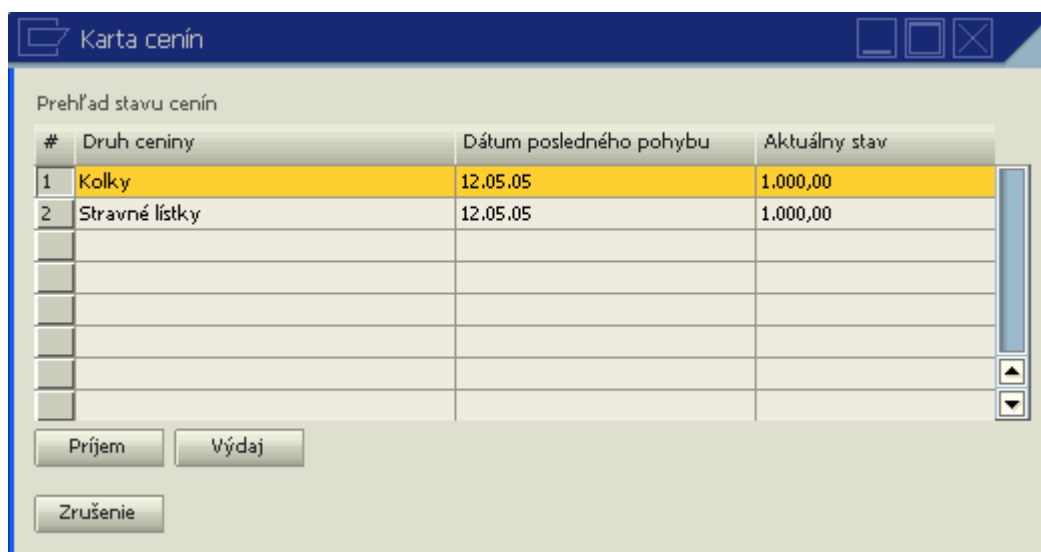 Karta cenín
Prehľad stavu cenín
# Druh ceniny Dátum posledného pohybu Aktuálny stav
1 Kolky 12.05.05 1.000,00
2 Stravné lístky 12.05.05 1.000,00
Príjem Výdaj
Zrušenie